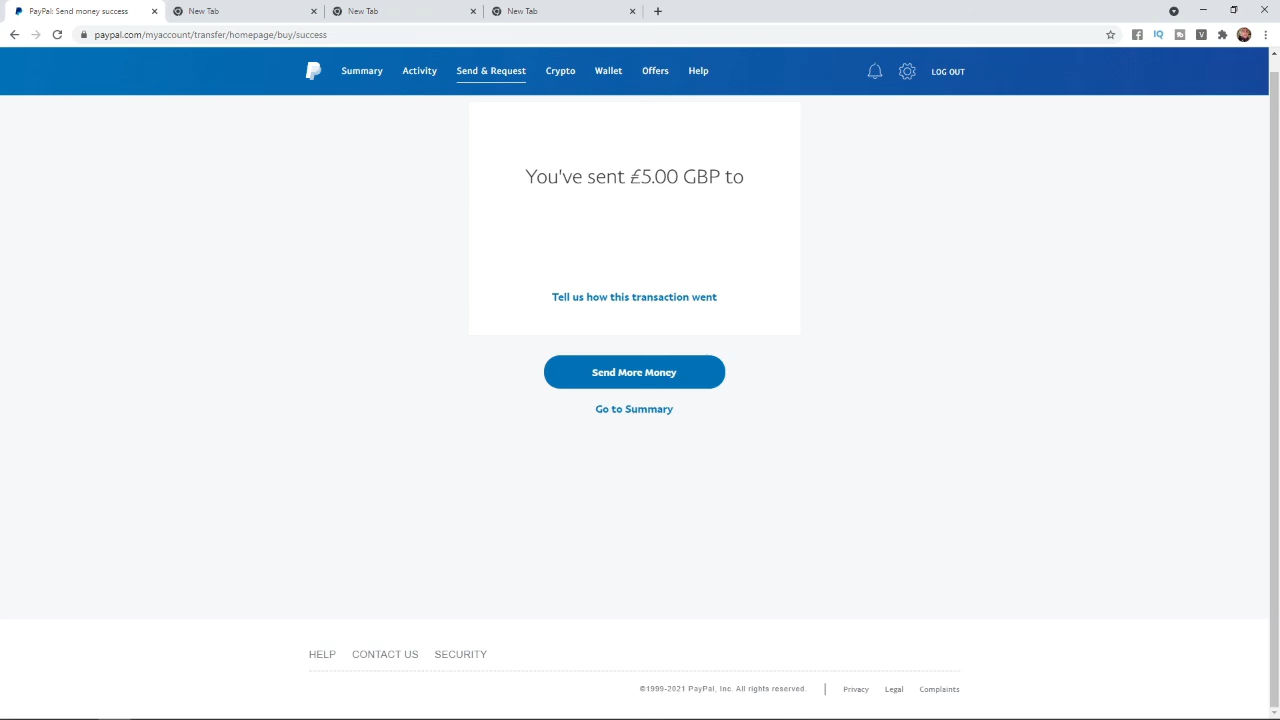 PayPal: Send money success
New Tab
New Tab
New Tab
paypal.com/myaccount/transfer/homepage/buy/success
IQ
V
Summary
Activity
Send & Request
Crypto
Wallet
Offers
Help
LOG OUT
You've sent £5.00 GBP to
Tell us how this transaction went
Send More Money
Go to Summary
HELP
CONTACT US
SECURITY
©1999-2021 PayPal, Inc. All rights reserved.
Privacy
Legal
Complaints